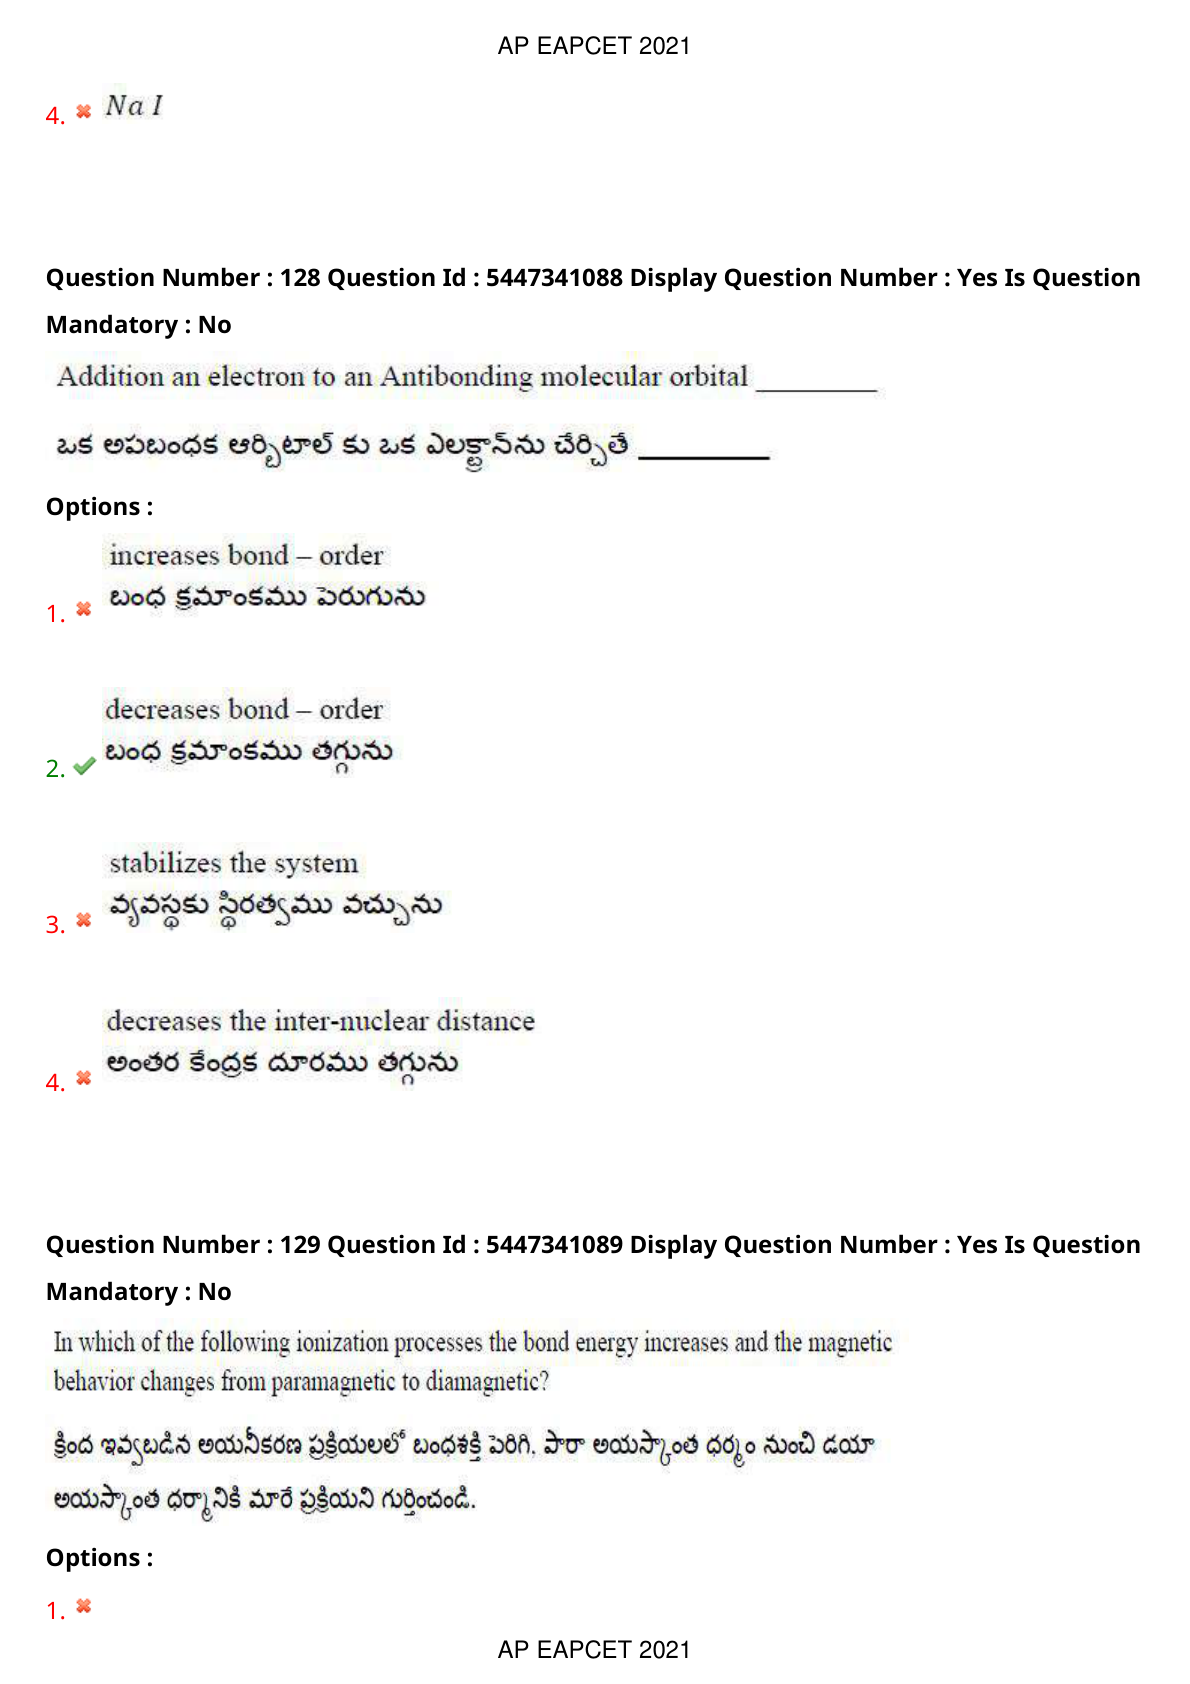 AP EAPCET 2021
4. Na I
Question Number : 128 Question Id : 5447341088 Display Question Number : Yes Is Question
Mandatory : No
Addition an electron to an Antibonding molecular orbital ________
ఒక అపబంధక ఆర్బిటాల్ కు ఒక ఎలక్ట్రాన్‌ను చేర్చితే ________
Options :
increases bond – order
బంధ క్రమాంకము పెరుగును
1.
decreases bond – order
బంధ క్రమాంకము తగ్గును
2.
stabilizes the system
వ్యవస్థకు స్థిరత్వము వచ్చును
3.
decreases the inter-nuclear distance
అంతర కేంద్రక దూరము తగ్గును
4.
Question Number : 129 Question Id : 5447341089 Display Question Number : Yes Is Question
Mandatory : No
In which of the following ionization processes the bond energy increases and the magnetic
behavior changes from paramagnetic to diamagnetic?
క్రింద ఇవ్వబడిన అయనీకరణ ప్రక్రియలలో బంధశక్తి పెరిగి, పారా అయస్కాంత ధర్మం నుంచి డయా
అయస్కాంత ధర్మానికి మారే ప్రక్రియని గుర్తించండి.
Options :
1.
AP EAPCET 2021